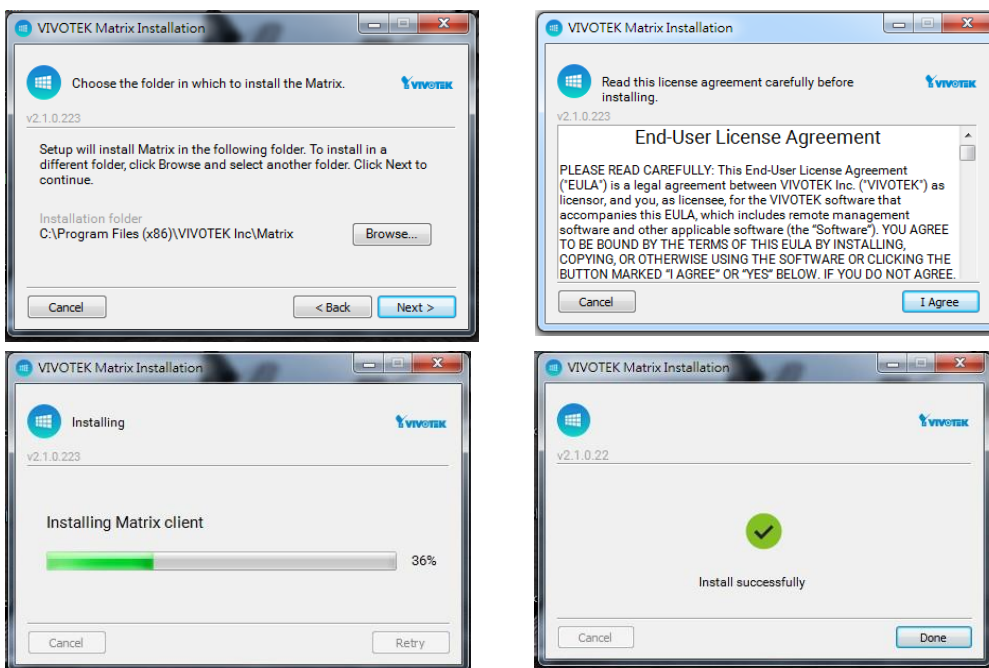 VIVOTEK Matrix Installation
Choose the folder in which to install the Matrix.
VIVOTEK
v2.1.0.223
Setup will install Matrix in the following folder. To install in a
different folder, click Browse and select another folder. Click Next to
continue.
Installation folder
C:\Program Files (x86)\VIVOTEK Inc\Matrix
Browse...
Cancel
< Back
Next >
VIVOTEK Matrix Installation
Read this license agreement carefully before
installing.
VIVOTEK
v2.1.0.223
End-User License Agreement
PLEASE READ CAREFULLY: This End-User License Agreement
("EULA") is a legal agreement between VIVOTEK Inc. ("VIVOTEK") as
licensor, and you, as licensee, for the VIVOTEK software that
accompanies this EULA, which includes remote management
software and other applicable software (the "Software"). YOU AGREE
TO BE BOUND BY THE TERMS OF THIS EULA BY INSTALLING,
COPYING, OR OTHERWISE USING THE SOFTWARE OR CLICKING THE
BUTTON MARKED "I AGREE" OR "YES" BELOW. IF YOU DO NOT AGREE.
Cancel
I Agree
VIVOTEK Matrix Installation
Installing
VIVOTEK
v2.1.0.223
Installing Matrix client
36%
Cancel
Retry
VIVOTEK Matrix Installation
VIVOTEK
v2.1.0.22
Install successfully
Cancel
Done